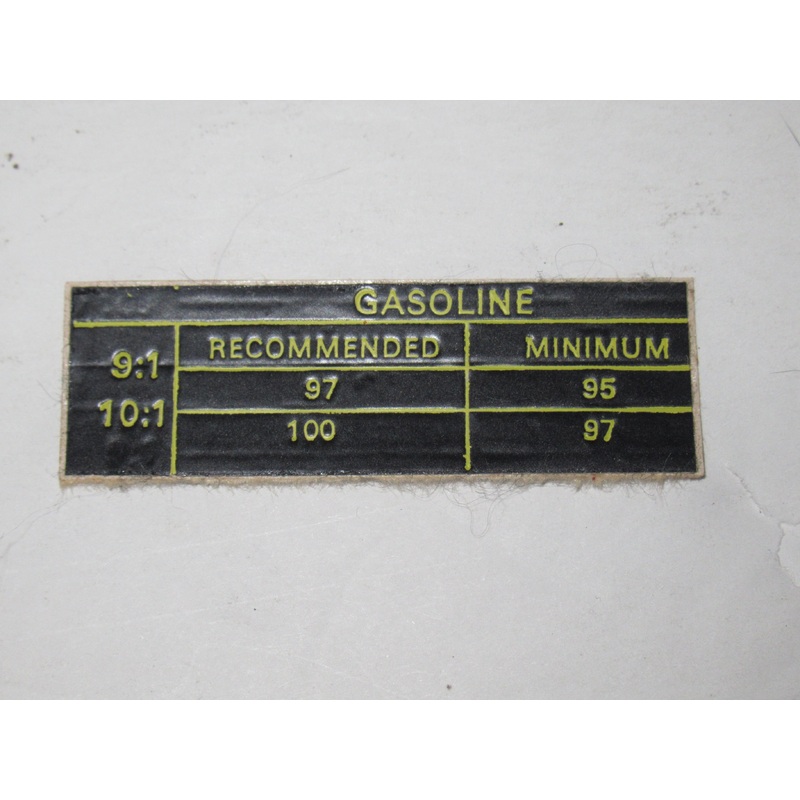 GASOLINE
RECOMMENDED MINIMUM
9:1 97 95
10:1 100 97